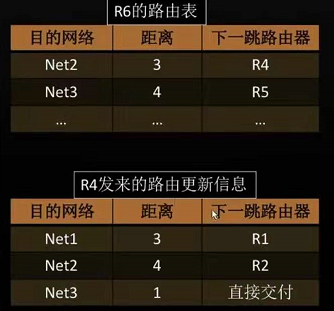 R6的路由表
目的网络 距离 下一跳路由器
Net2 3 R4
Net3 4 R5
... ... ...
R4发来的路由更新信息
目的网络 距离 下一跳路由器
Net1 3 R1
Net2 4 R2
Net3 1 直接交付